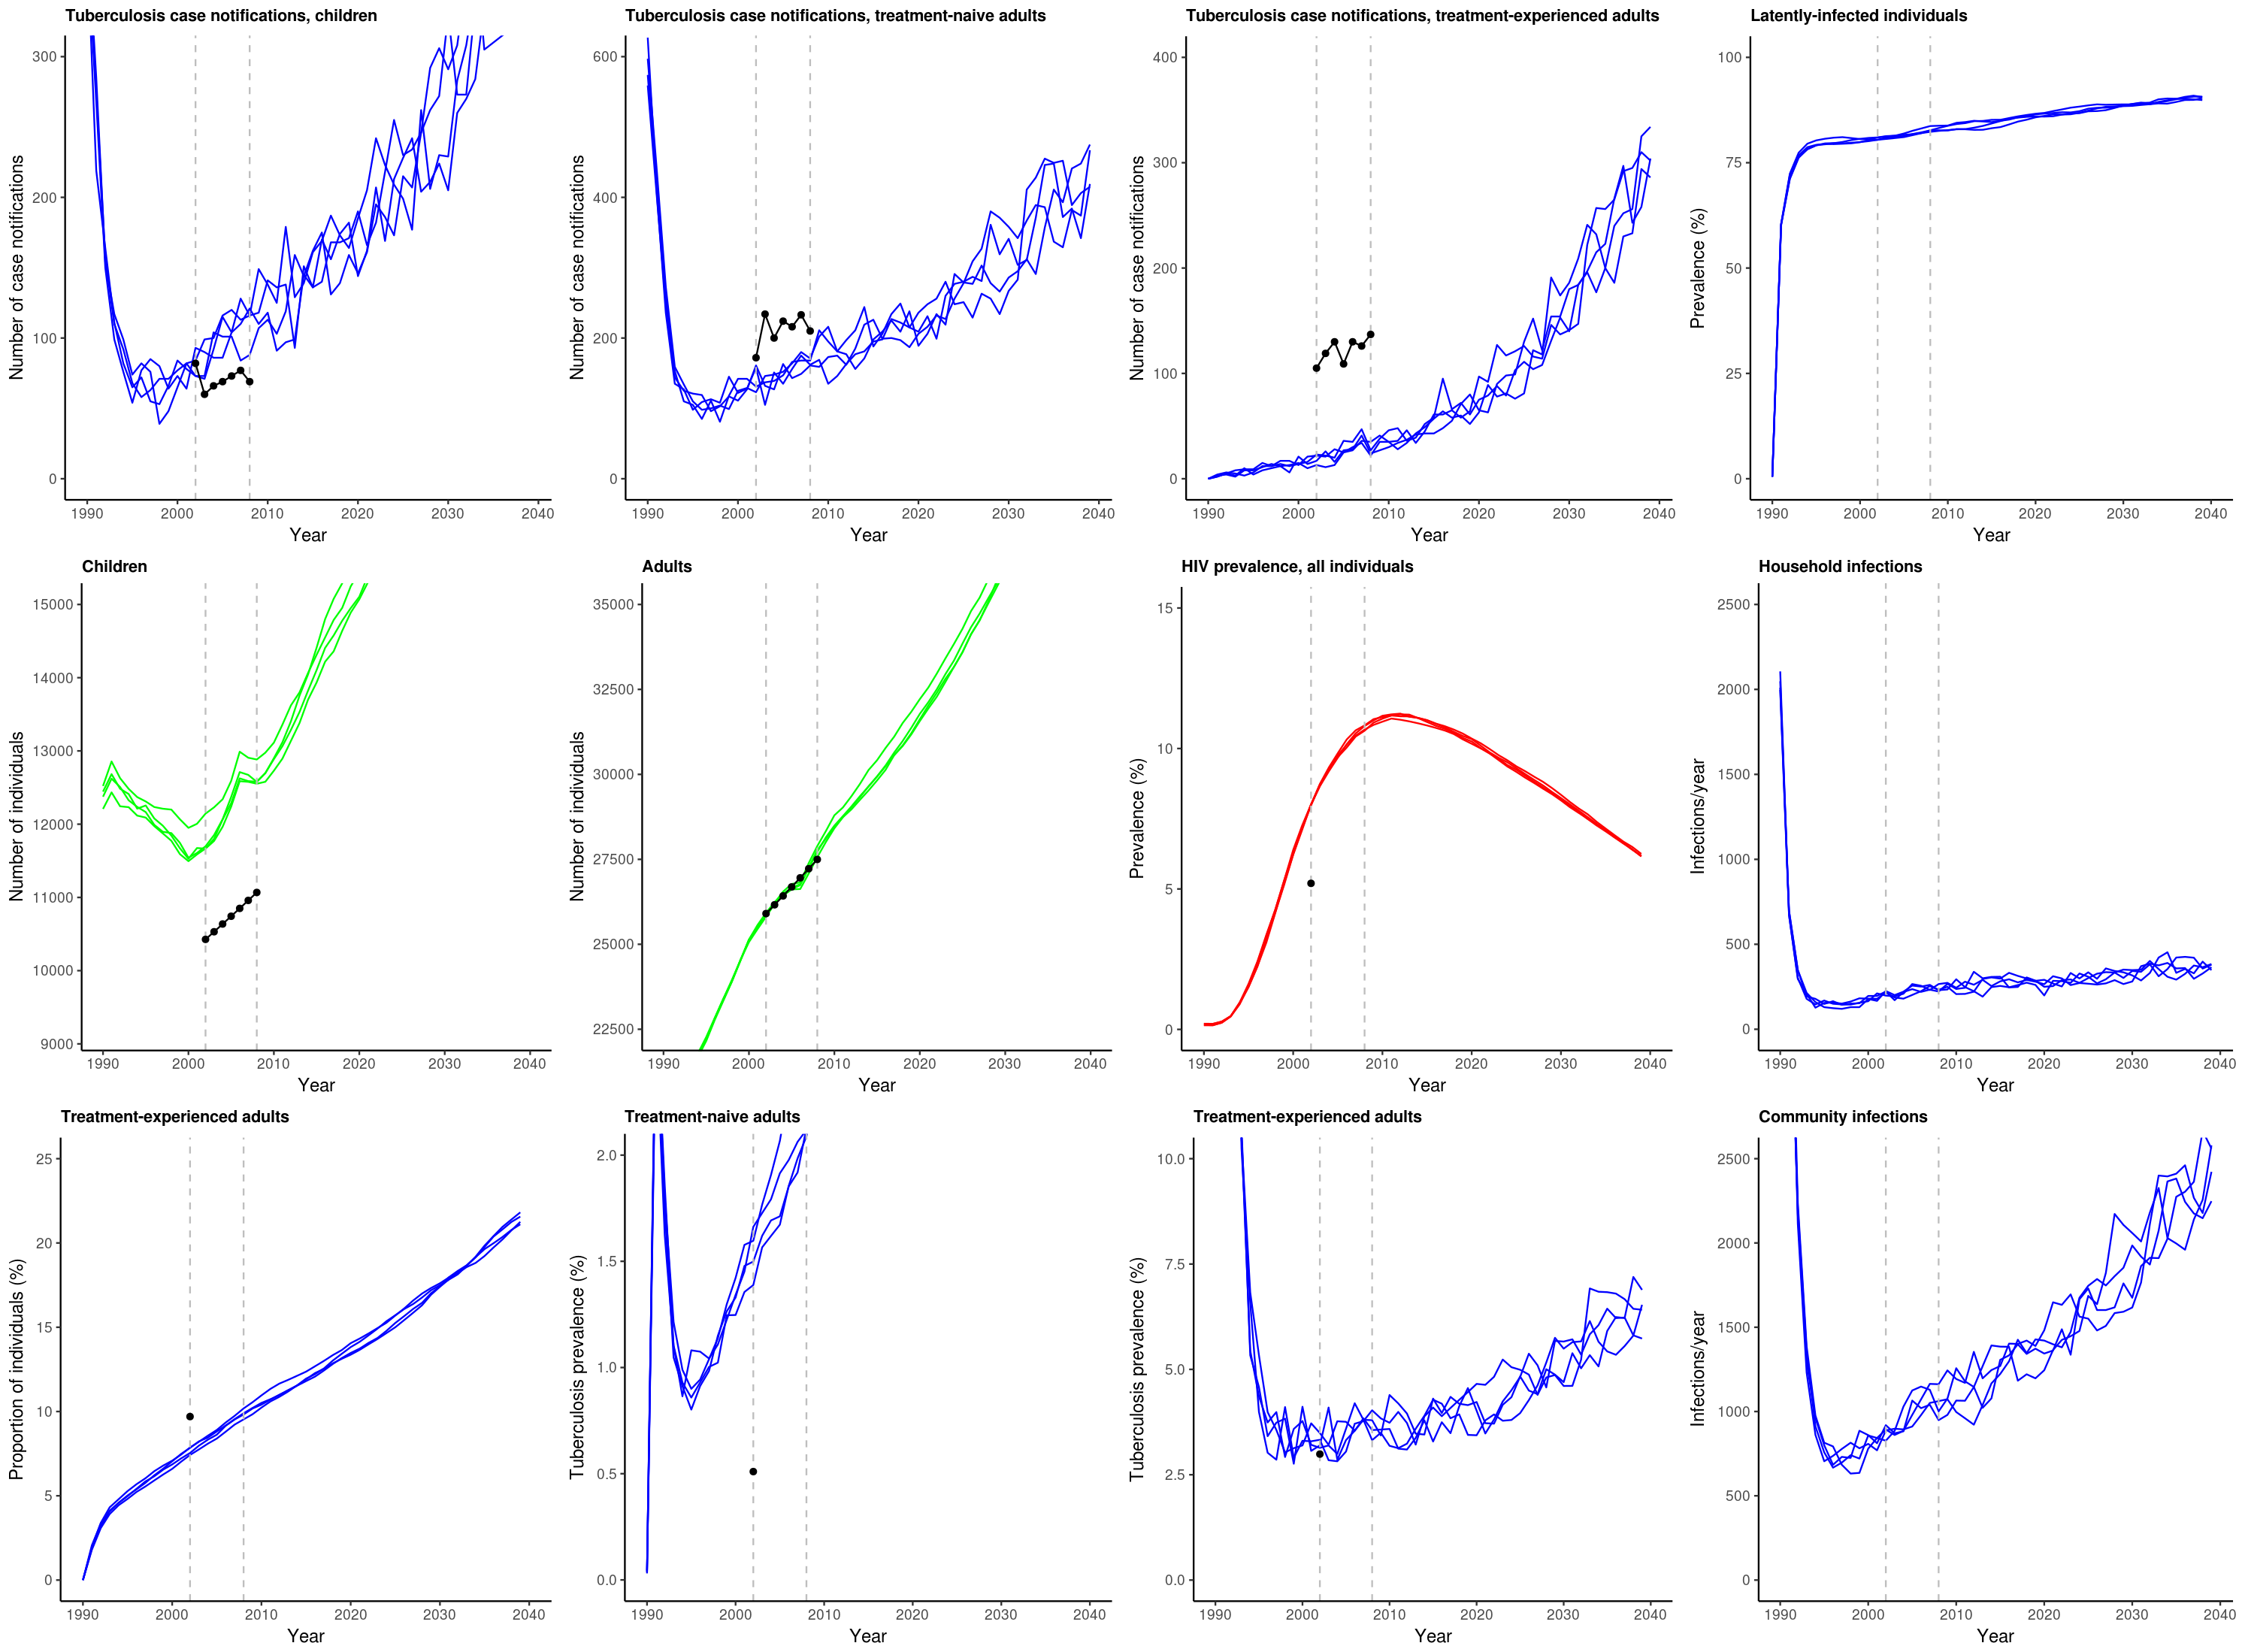 Tuberculosis case notifications, children
Number of case notifications
300
200
100
0
1990 2000 2010 2020 2030 2040
Year
Tuberculosis case notifications, treatment-naive adults
Number of case notifications
600
400
200
0
1990 2000 2010 2020 2030 2040
Year
Tuberculosis case notifications, treatment-experienced adults
Number of case notifications
400
300
200
100
0
1990 2000 2010 2020 2030 2040
Year
Latently-infected individuals
Prevalence (%)
100
75
50
25
0
1990 2000 2010 2020 2030 2040
Year
Children
Number of individuals
15000
14000
13000
12000
11000
10000
9000
1990 2000 2010 2020 2030 2040
Year
Adults
Number of individuals
35000
32500
30000
27500
25000
22500
1990 2000 2010 2020 2030 2040
Year
HIV prevalence, all individuals
Prevalence (%)
15
10
5
0
1990 2000 2010 2020 2030 2040
Year
Household infections
Infections/year
2500
2000
1500
1000
500
0
1990 2000 2010 2020 2030 2040
Year
Treatment-experienced adults
Proportion of individuals (%)
25
20
15
10
5
0
1990 2000 2010 2020 2030 2040
Year
Treatment-naive adults
Tuberculosis prevalence (%)
2.0
1.5
1.0
0.5
0.0
1990 2000 2010 2020 2030 2040
Year
Treatment-experienced adults
Tuberculosis prevalence (%)
10.0
7.5
5.0
2.5
0.0
1990 2000 2010 2020 2030 2040
Year
Community infections
Infections/year
2500
2000
1500
1000
500
0
1990 2000 2010 2020 2030 2040
Year